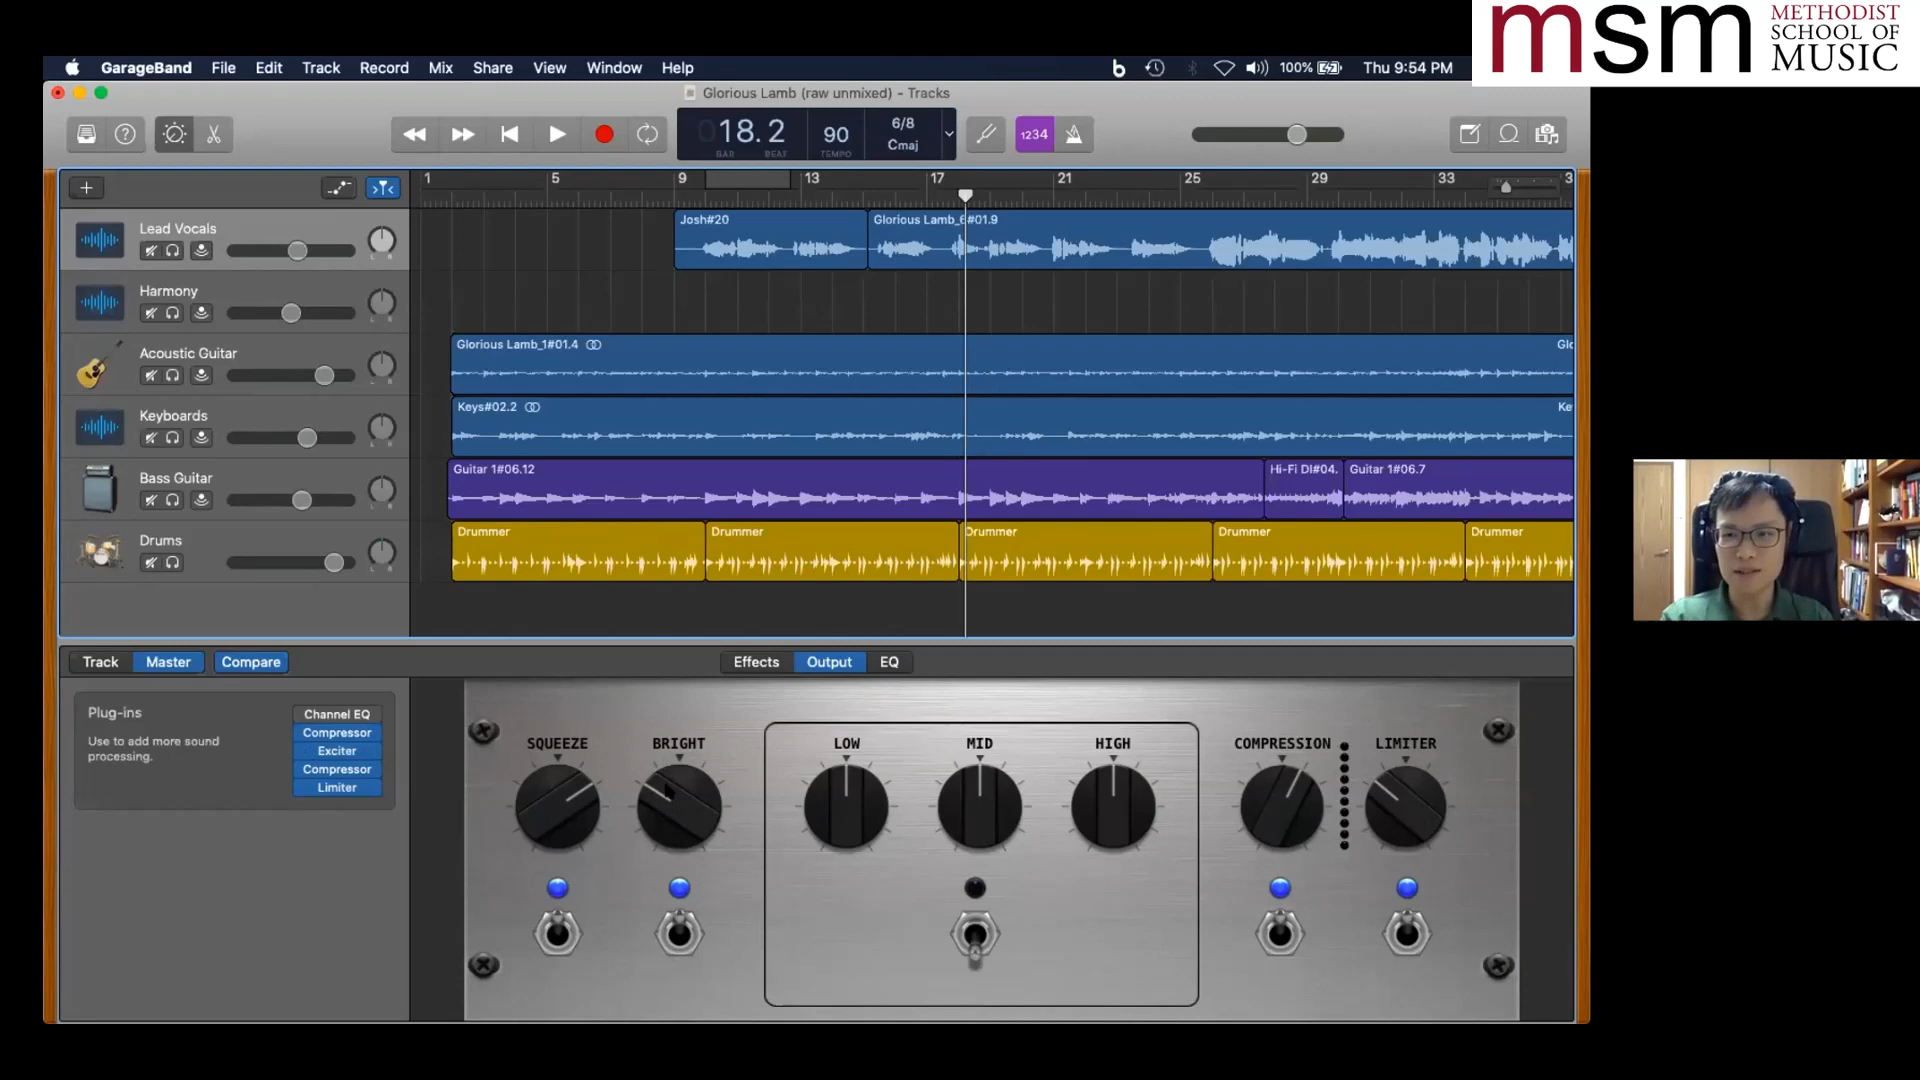 msm METHODIST
SCHOOL OF
MUSIC
GarageBand File Edit Track Record Mix Share View Window Help 100% Thu 9:54 PM
Glorious Lamb (raw unmixed) - Tracks
018.2 90 6/8
Cmaj
BAR BEAT TEMPO
1234
1 5 9 13 17 21 25 29 33 3
Lead Vocals
Josh#20 Glorious Lamb_6#01.9
Harmony
Acoustic Guitar
Glorious Lamb_1#01.4 Glo
Keyboards
Keys#02.2 Ke
Bass Guitar
Guitar 1#06.12 Hi-Fi DI#04. Guitar 1#06.7
Drums
Drummer Drummer Drummer Drummer Drummer
Track Master Compare Effects Output EQ
Plug-ins
Use to add more sound
processing.
Channel EQ
Compressor
Exciter
Compressor
Limiter
SQUEEZE BRIGHT LOW MID HIGH COMPRESSION LIMITER